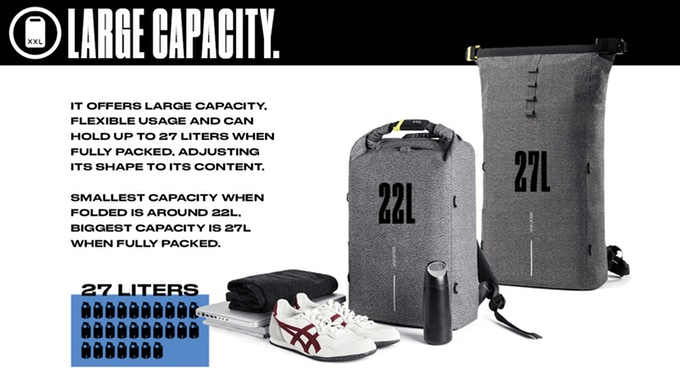 XXL
LARGE CAPACITY.
IT OFFERS LARGE CAPACITY,
FLEXIBLE USAGE AND CAN
HOLD UP TO 27 LITERS WHEN
FULLY PACKED, ADJUSTING
ITS SHAPE TO ITS CONTENT.
SMALLEST CAPACITY WHEN
FOLDED IS AROUND 22L,
BIGGEST CAPACITY IS 27L
WHEN FULLY PACKED.
22L
27L
27 LITERS